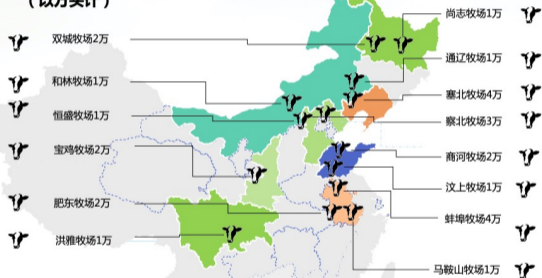 （以万头计）
双城牧场2万
和林牧场1万
恒盛牧场1万
宝鸡牧场2万
肥东牧场2万
洪雅牧场1万
尚志牧场1万
通辽牧场1万
塞北牧场4万
察北牧场3万
商河牧场2万
汶上牧场1万
蚌埠牧场4万
马鞍山牧场1万